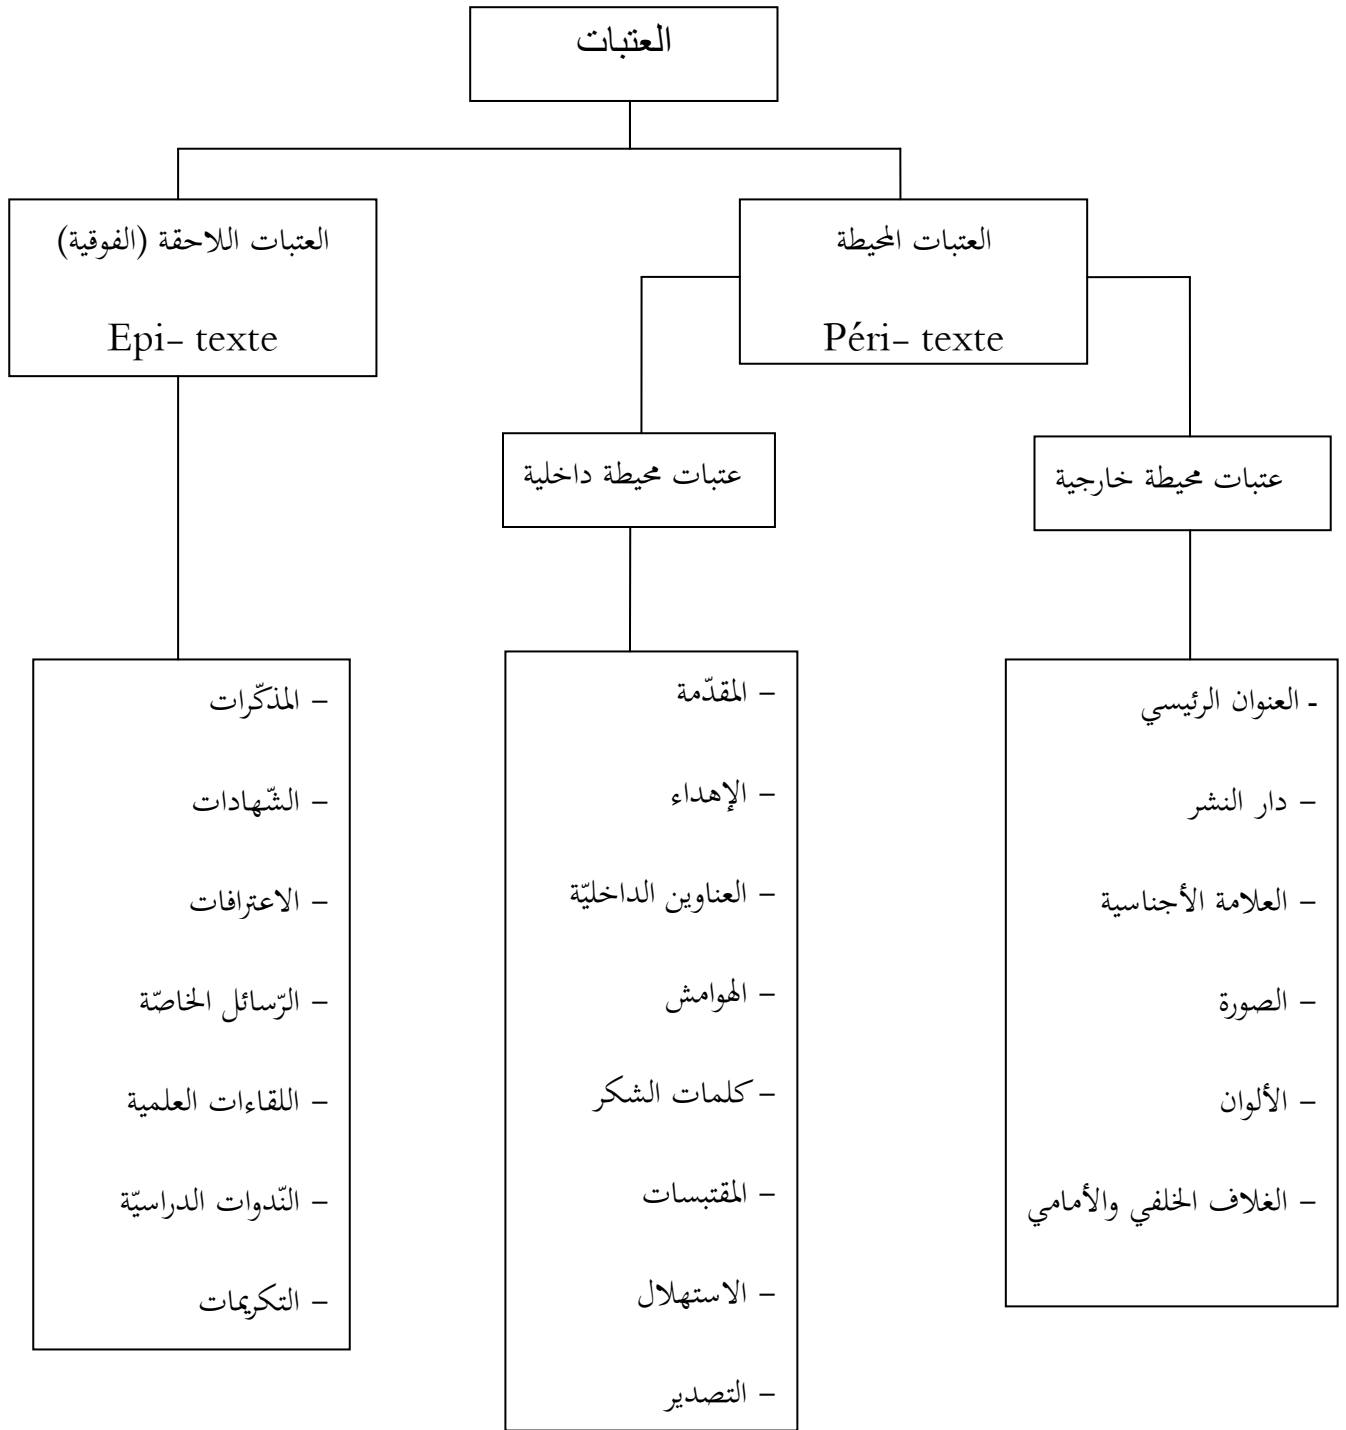 العتبات
العتبات المحيطة
Péri- texte
العتبات اللاحقة (الفوقية)
Epi- texte
عتبات محيطة خارجية
عتبات محيطة داخلية
- العنوان الرئيسي
– دار النشر
– العلامة الأجناسية
– الصورة
– الألوان
– الغلاف الخلفي والأمامي
– المقدّمة
– الإهداء
– العناوين الداخليّة
– الهوامش
– كلمات الشكر
– المقتبسات
– الاستهلال
– التصدير
– المذكّرات
– الشّهادات
– الاعترافات
– الرّسائل الخاصّة
– اللقاءات العلمية
– النّدوات الدراسيّة
– التكريمات